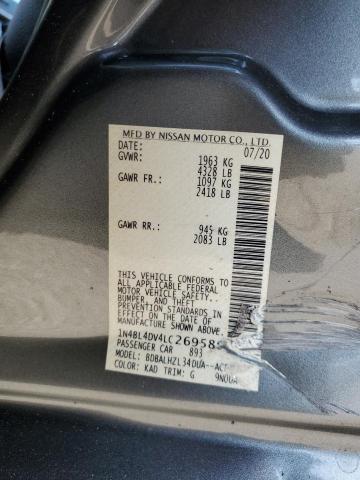 MFD BY NISSAN MOTOR CO., LTD.
DATE: 07/20
GVWR: 1963 KG
4328 LB
GAWR FR.: 1097 KG
2418 LB
GAWR RR.: 945 KG
2083 LB
THIS VEHICLE CONFORMS TO
ALL APPLICABLE FEDERAL
MOTOR VEHICLE SAFETY,
BUMPER, AND THEFT
PREVENTION STANDARDS IN
EFFECT ON THE DATE OF
MANUFACTURE SHOWN
1N4BL4DV4LC26958
PASSENGER CAR 893
MODEL: BDBALHZL34DUA--AC
COLOR: KAD TRIM: G 9N00A